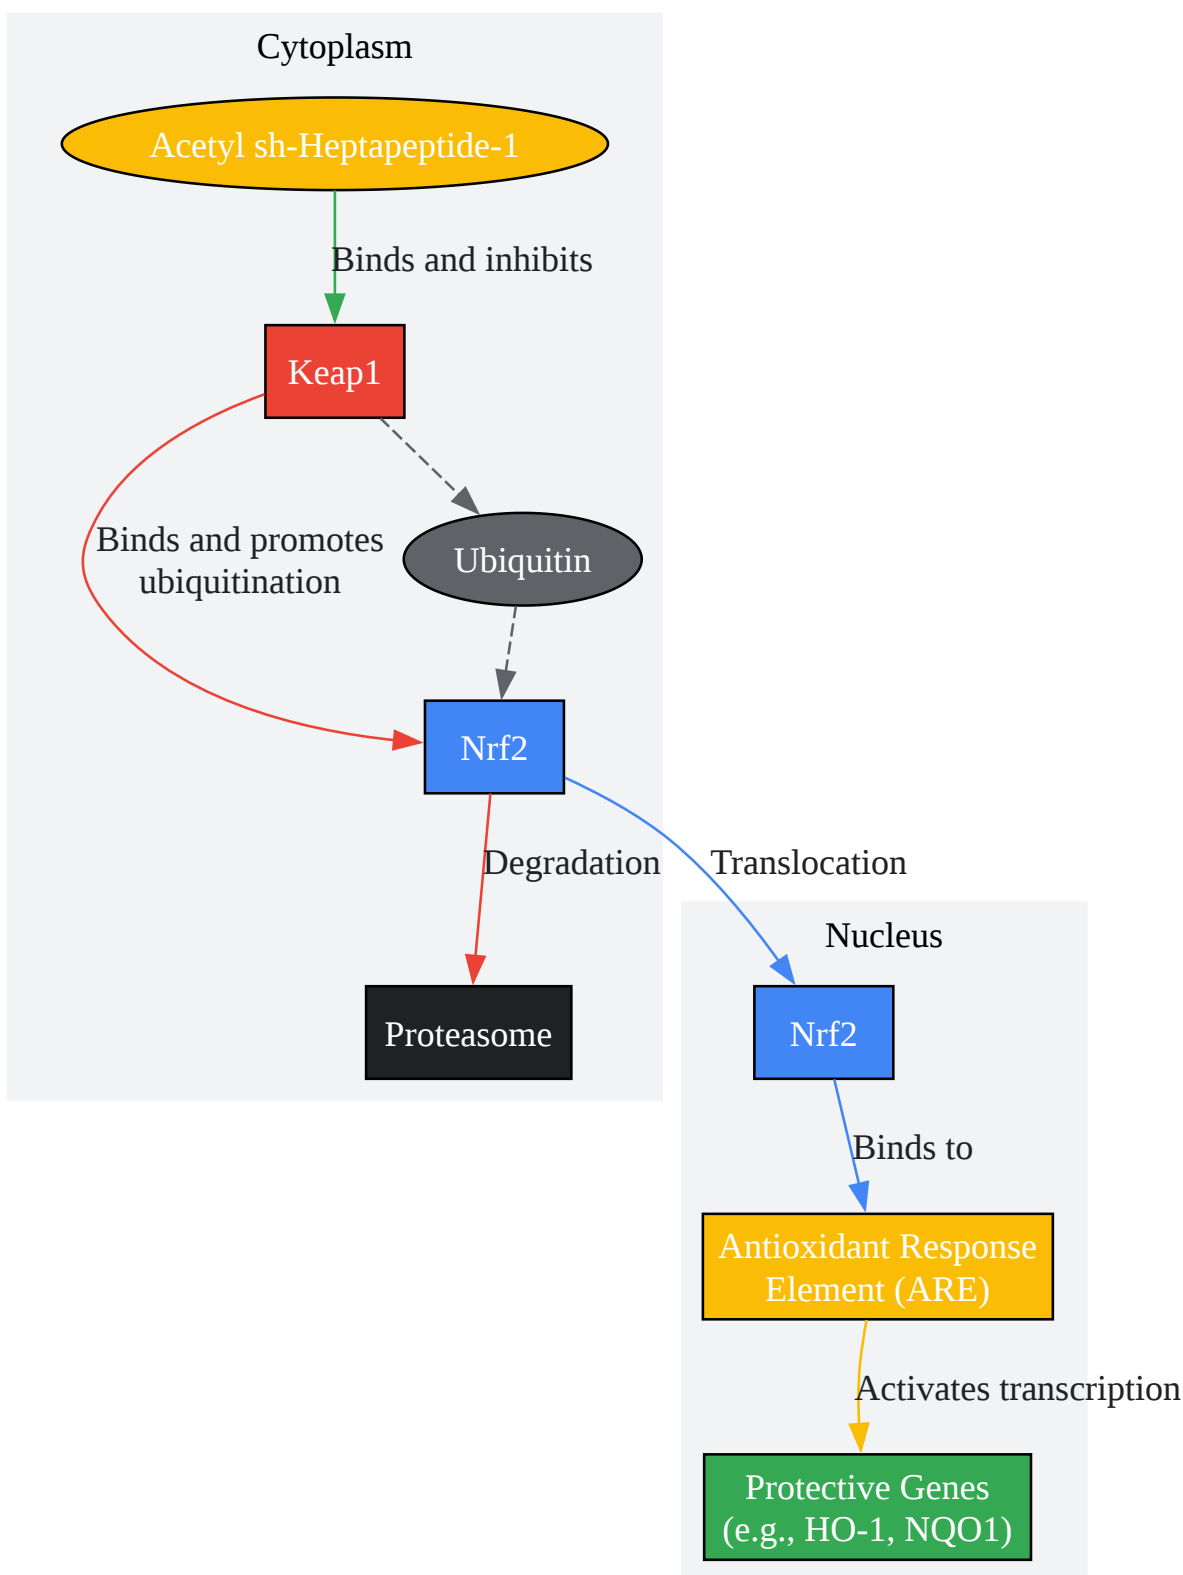 Cytoplasm
Acetyl sh-Heptapeptide-1
Binds and inhibits
Keap1
Binds and promotes
ubiquitination
Ubiquitin
Nrf2
Degradation
Translocation
Nucleus
Proteasome
Nrf2
Binds to
Antioxidant Response
Element (ARE)
Activates transcription
Protective Genes
(e.g., HO-1, NQO1)